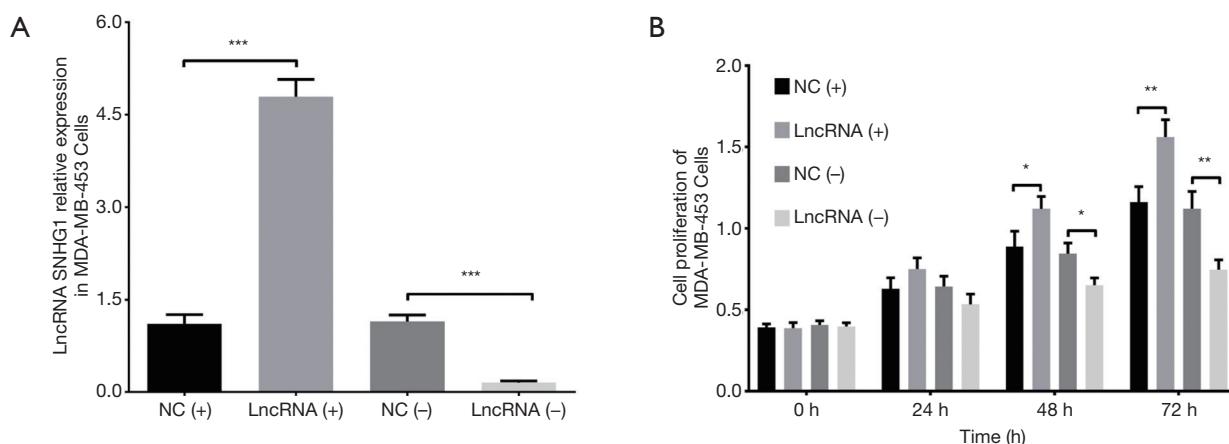 A
LncRNA SNHG1 relative expression
in MDA-MB-453 Cells
6.0
4.5
3.0
1.5
0.0
***
***
NC (+)
LncRNA (+)
NC (–)
LncRNA (–)
B
Cell proliferation of
MDA-MB-453 Cells
2.0
1.5
1.0
0.5
0.0
NC (+)
LncRNA (+)
NC (–)
LncRNA (–)
*
*
**
**
0 h
24 h
48 h
72 h
Time (h)